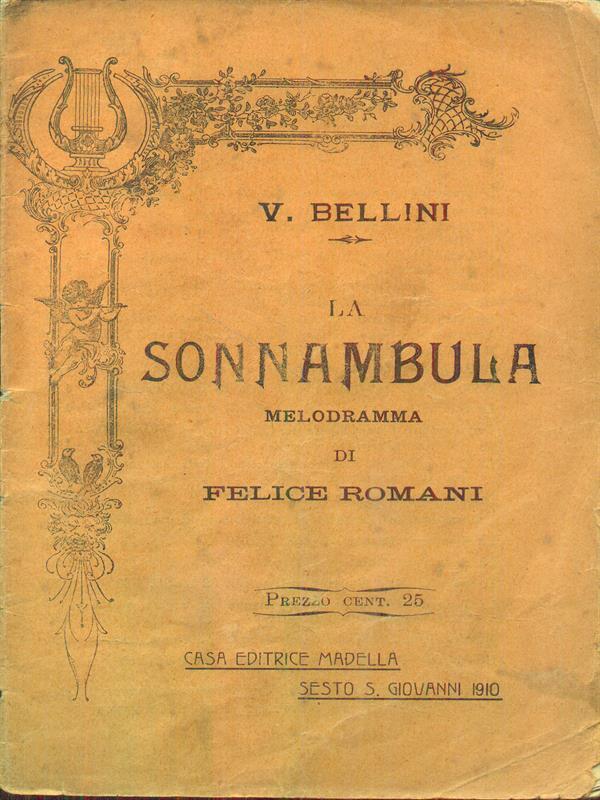 V. BELLINI
LA
SONNAMBULA
MELODRAMMA
DI
FELICE ROMANI
PREZZO CENT. 25
CASA EDITRICE MADELLA
SESTO S. GIOVANNI 1910